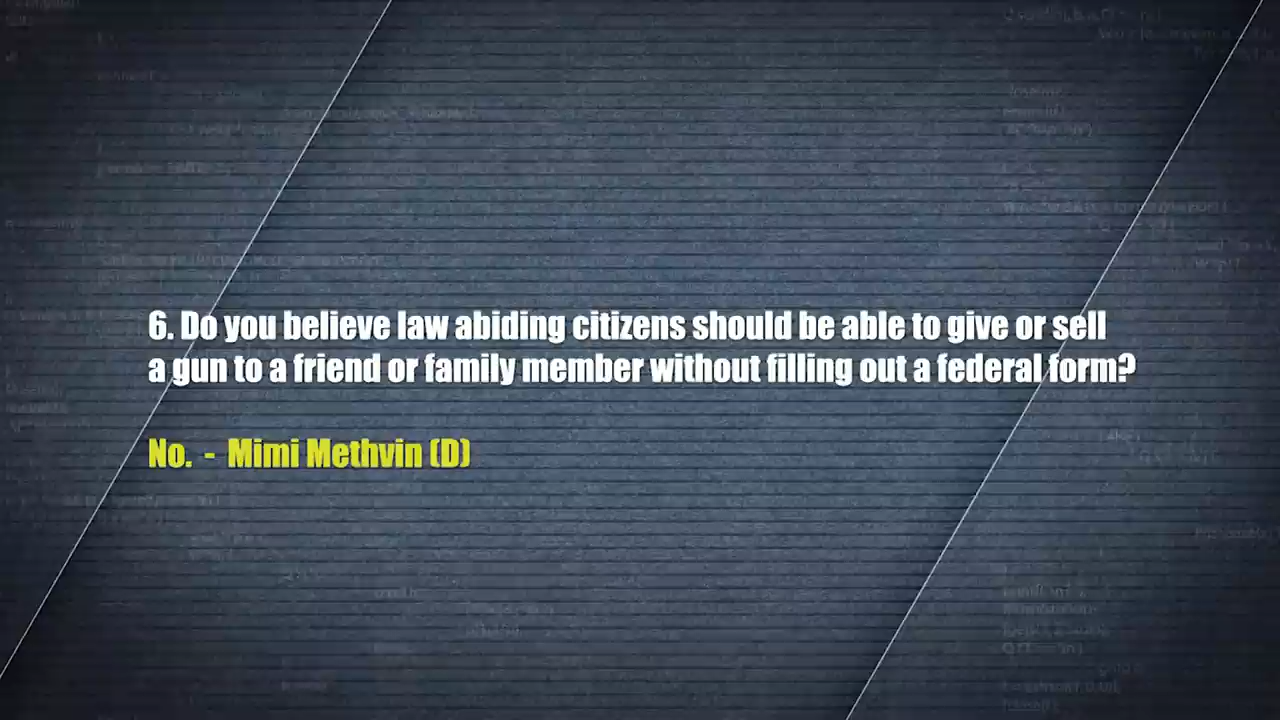 6. Do you believe law abiding citizens should be able to give or sell
a gun to a friend or family member without filling out a federal form?
No. - Mimi Methvin (D)